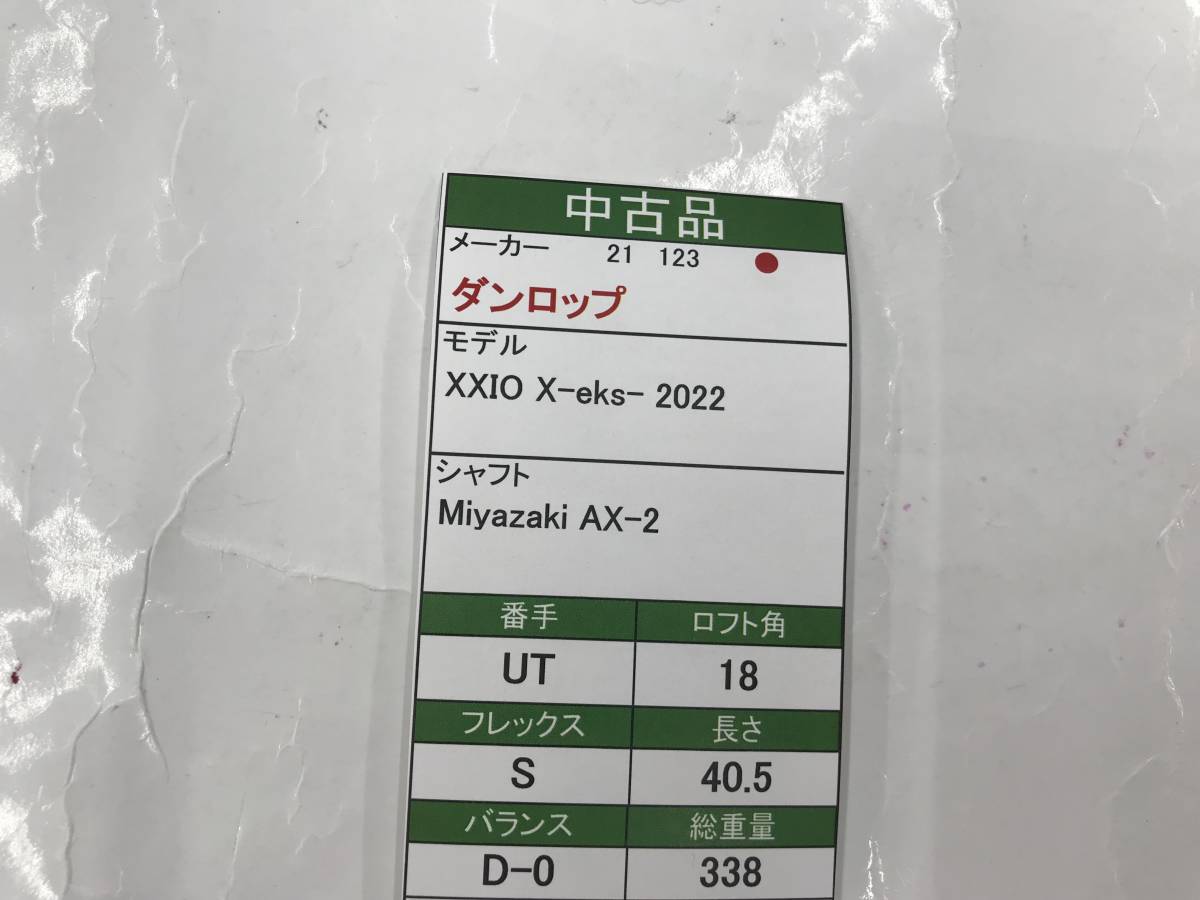 中古品
メーカー 21 123
ダンロップ
モデル
XXIO X-eks- 2022
シャフト
Miyazaki AX-2
番手 ロフト角
UT 18
フレックス 長さ
S 40.5
バランス 総重量
D-0 338